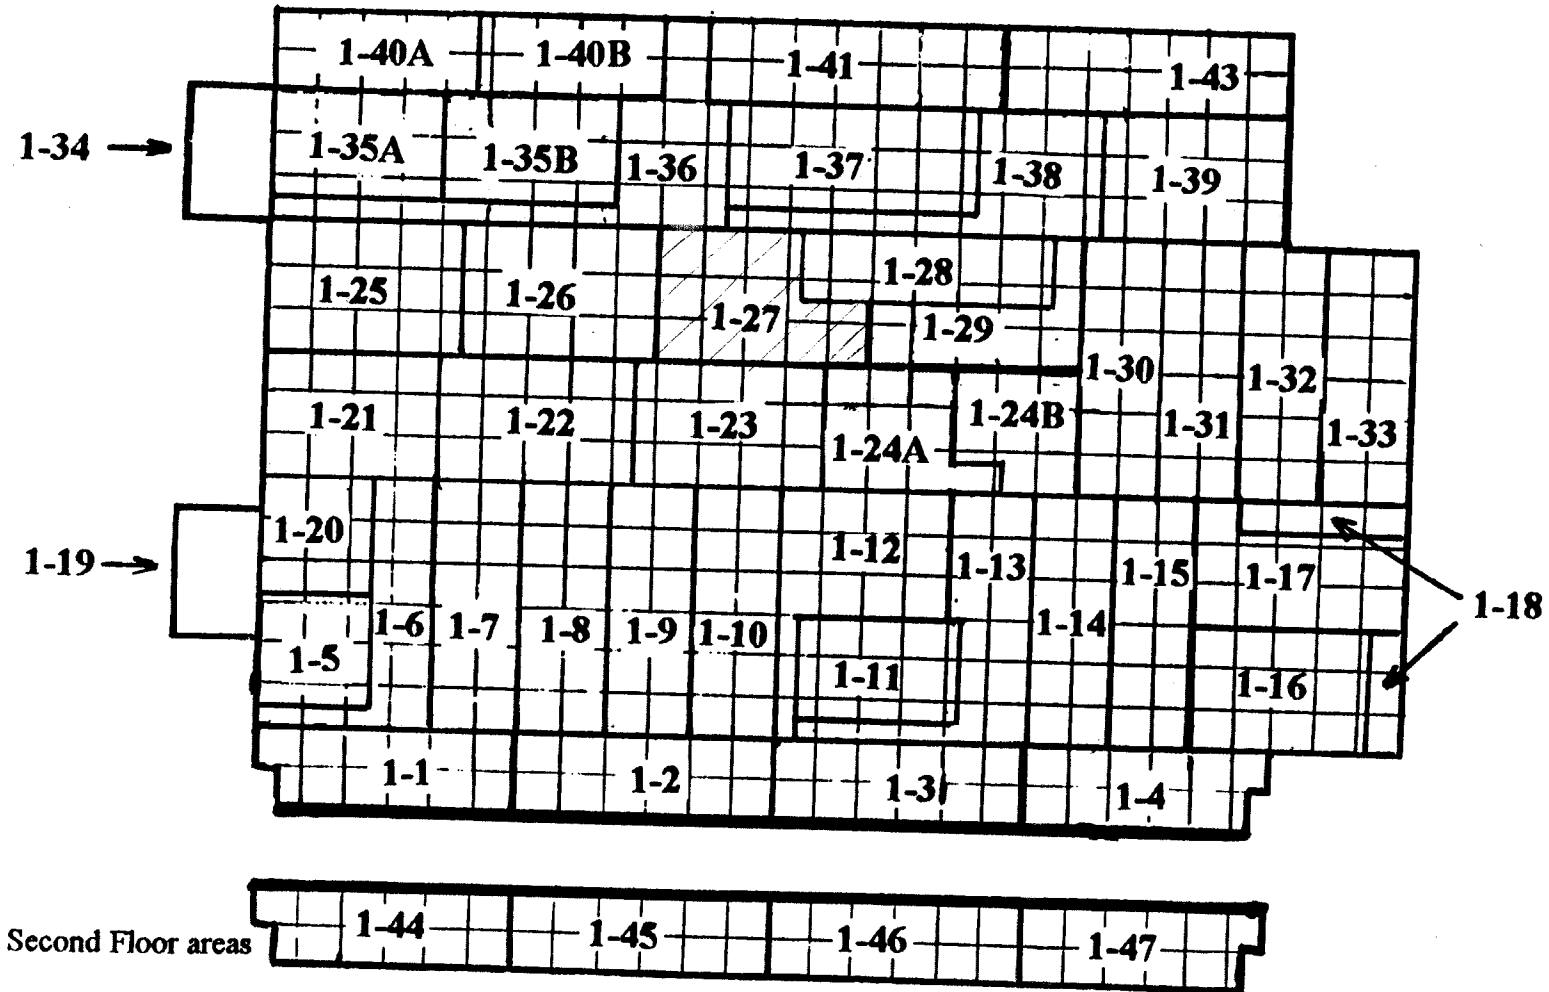 1-40A 1-40B 1-41 1-43
1-34 1-35A 1-35B 1-36 1-37 1-38 1-39
1-25 1-26 1-27 1-28
1-29
1-30 1-31 1-32 1-33
1-21 1-22 1-23 1-24A 1-24B
1-20 1-12 1-13 1-15 1-17
1-19 1-18
1-5 1-6 1-7 1-8 1-9 1-10 1-11 1-14 1-16
1-1 1-2 1-3 1-4
1-44 1-45 1-46 1-47
Second Floor areas